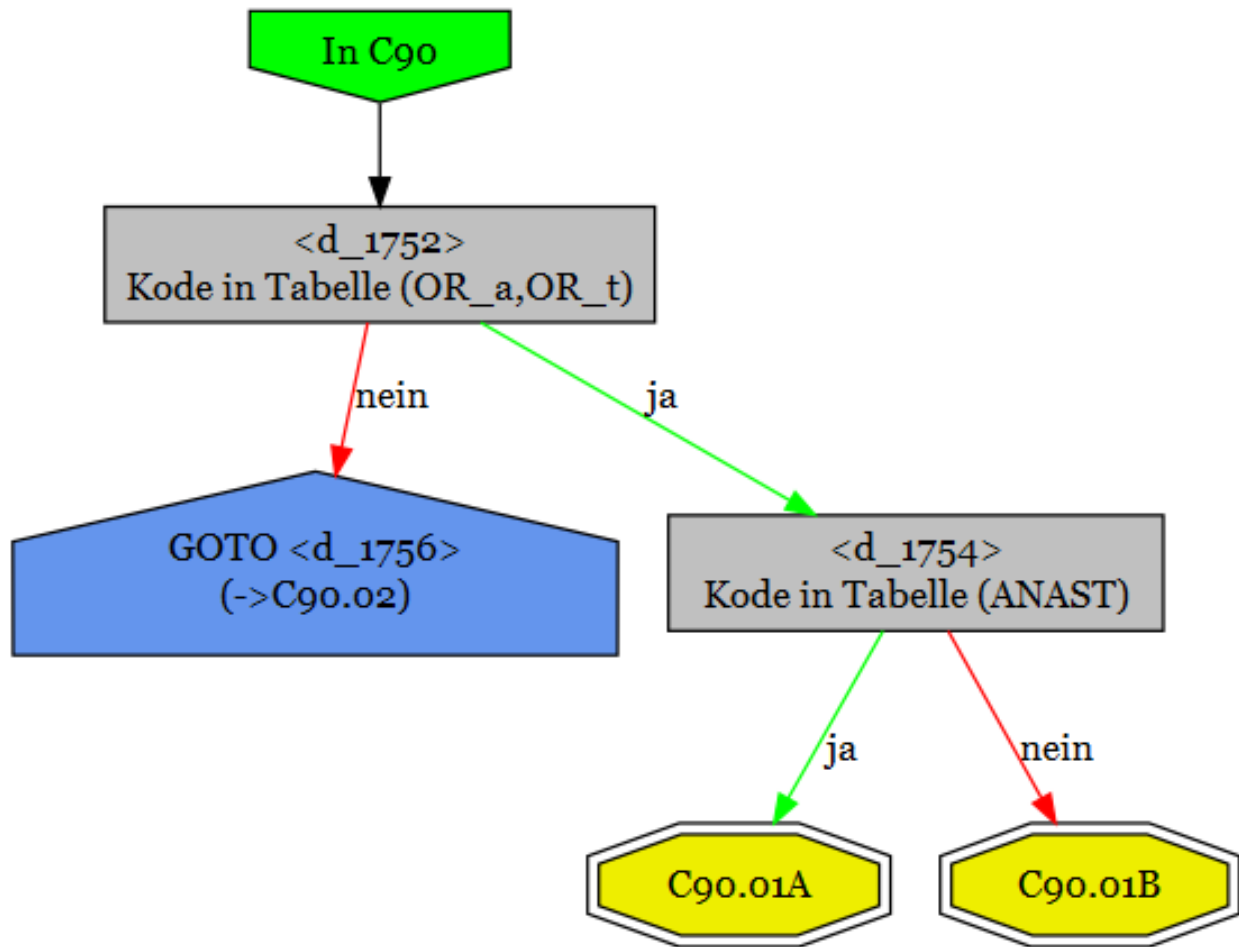 In C90
<d_1752>
Kode in Tabelle (OR_a,OR_t)
nein
ja
GOTO <d_1756>
(->C90.02)
<d_1754>
Kode in Tabelle (ANAST)
ja
nein
C90.01A
C90.01B